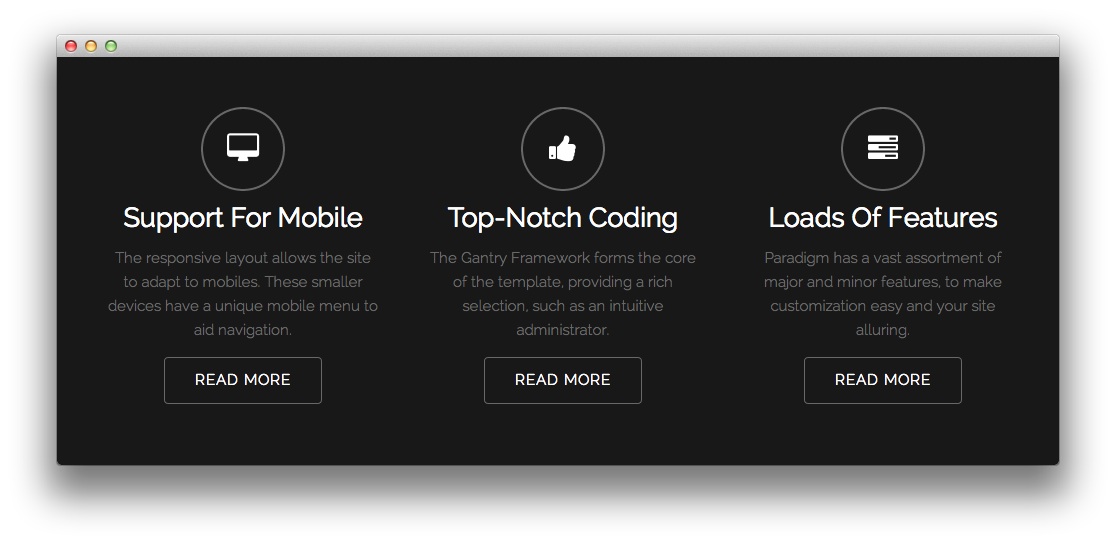 Support For Mobile
The responsive layout allows the site
to adapt to mobiles. These smaller
devices have a unique mobile menu to
aid navigation.
READ MORE
Top-Notch Coding
The Gantry Framework forms the core
of the template, providing a rich
selection, such as an intuitive
administrator.
READ MORE
Loads Of Features
Paradigm has a vast assortment of
major and minor features, to make
customization easy and your site
alluring.
READ MORE